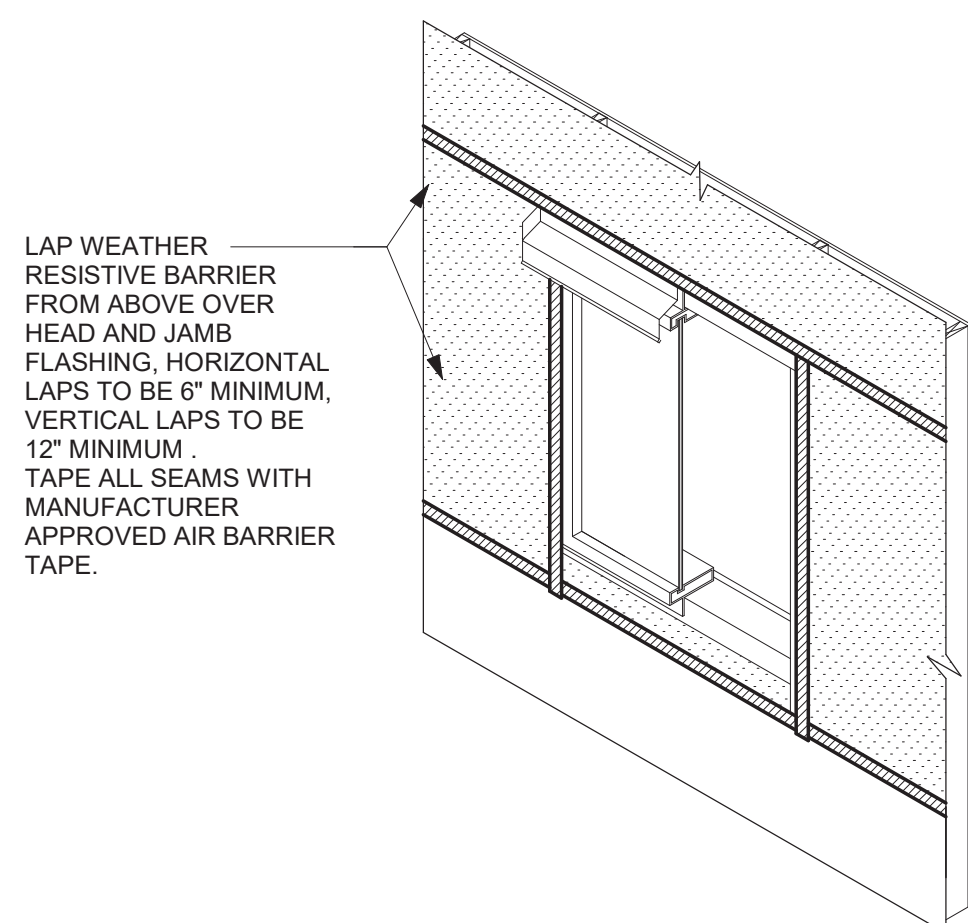 LAP WEATHER
RESISTIVE BARRIER
FROM ABOVE OVER
HEAD AND JAMB
FLASHING, HORIZONTAL
LAPS TO BE 6" MINIMUM,
VERTICAL LAPS TO BE
12" MINIMUM .
TAPE ALL SEAMS WITH
MANUFACTURER
APPROVED AIR BARRIER
TAPE.